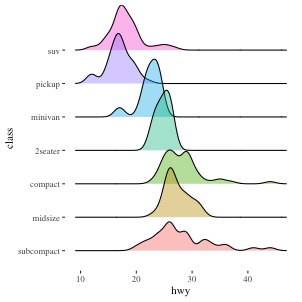 suv
pickup
minivan
2seater
compact
midsize
subcompact
class
10 20 30 40
hwy